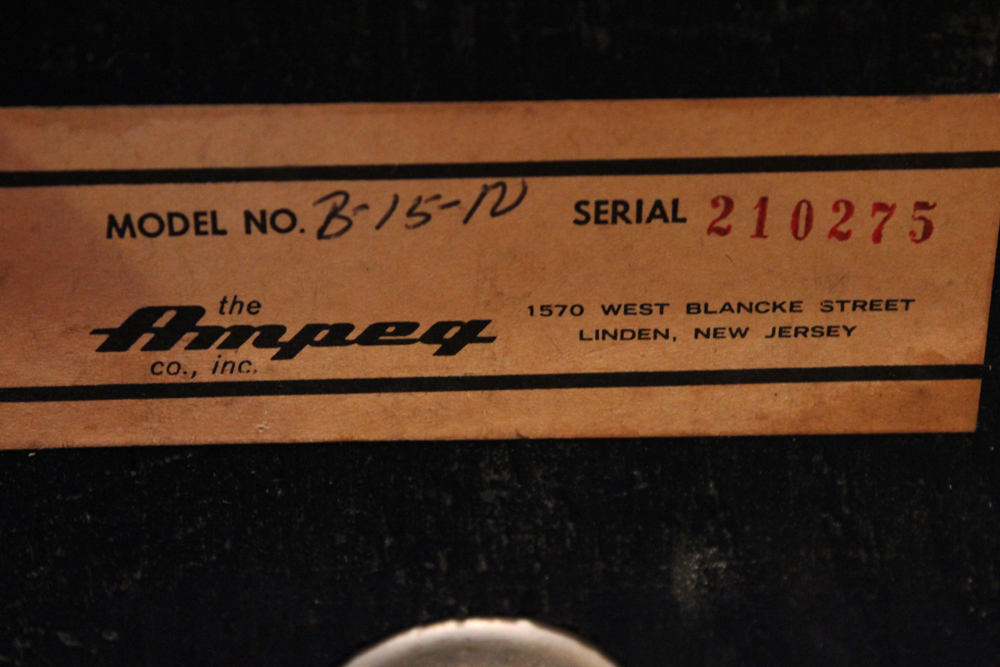 MODEL NO. B-15-N SERIAL 210275
the
Ampeg
co., inc.
1570 WEST BLANCKE STREET
LINDEN, NEW JERSEY